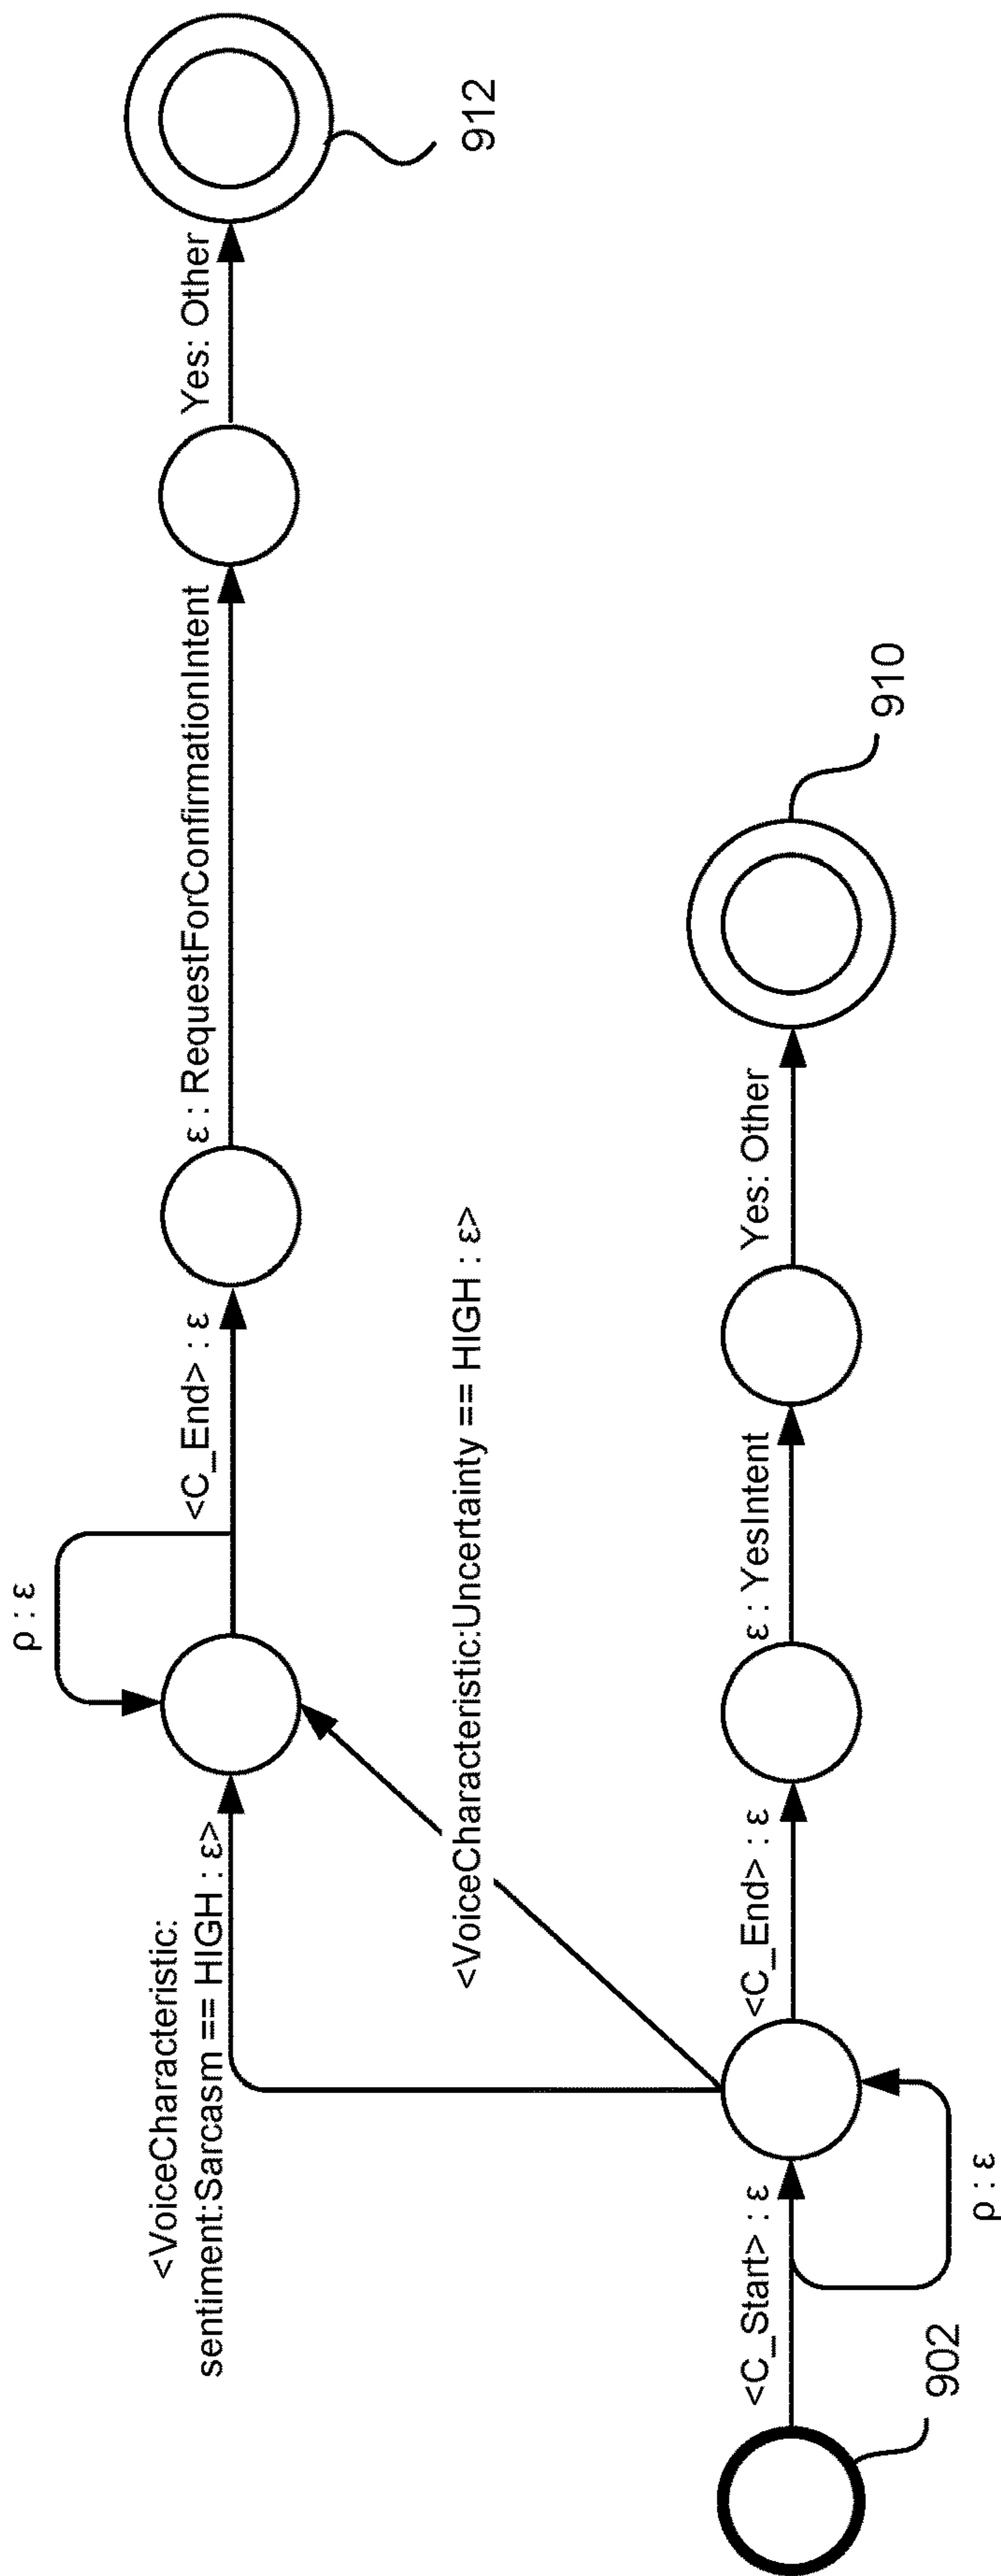 ρ : ε
<VoiceCharacteristic:
sentiment:Sarcasm == HIGH : ε>
<C_End> : ε
ε : RequestForConfirmationIntent
Yes: Other
912
<VoiceCharacteristic:Uncertainty == HIGH : ε>
<C_Start> : ε
<C_End> : ε
ε : YesIntent
Yes: Other
910
902
ρ : ε